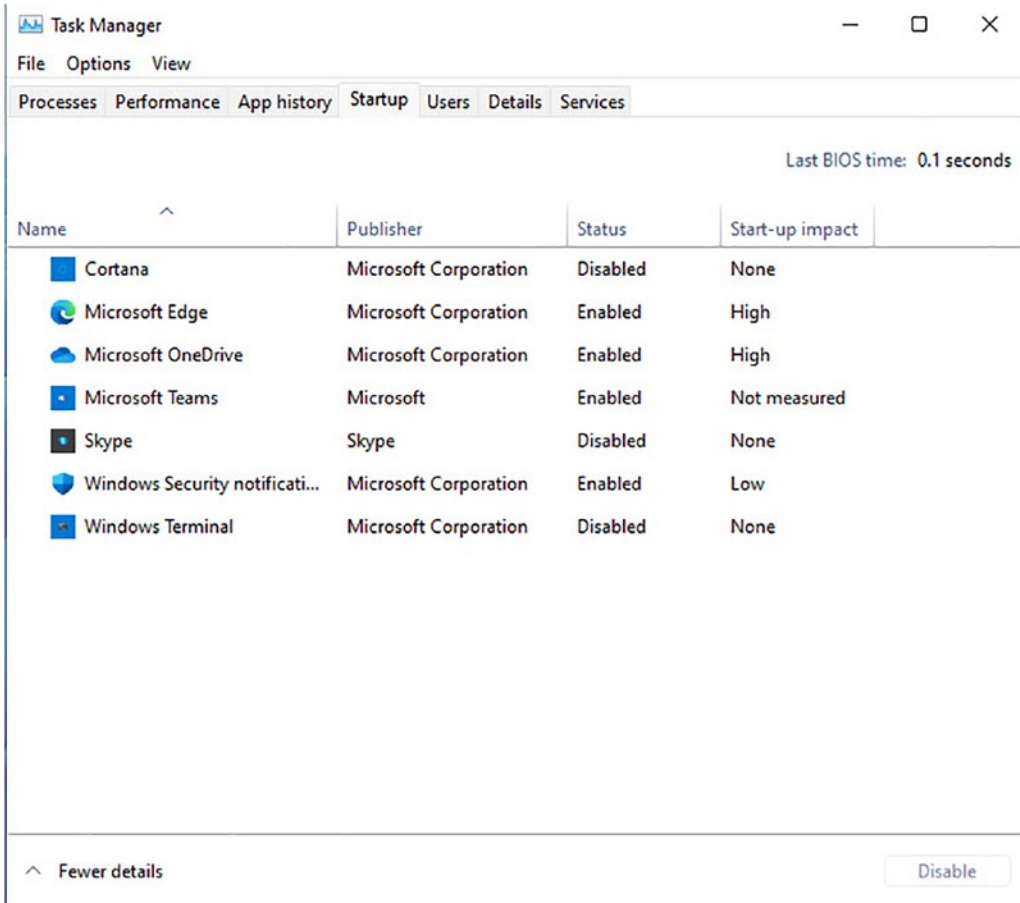 Task Manager
File Options View
Processes Performance App history Startup Users Details Services
Last BIOS time: 0.1 seconds
Name Publisher Status Start-up impact
Cortana Microsoft Corporation Disabled None
Microsoft Edge Microsoft Corporation Enabled High
Microsoft OneDrive Microsoft Corporation Enabled High
Microsoft Teams Microsoft Enabled Not measured
Skype Skype Disabled None
Windows Security notificati... Microsoft Corporation Enabled Low
Windows Terminal Microsoft Corporation Disabled None
Fewer details Disable